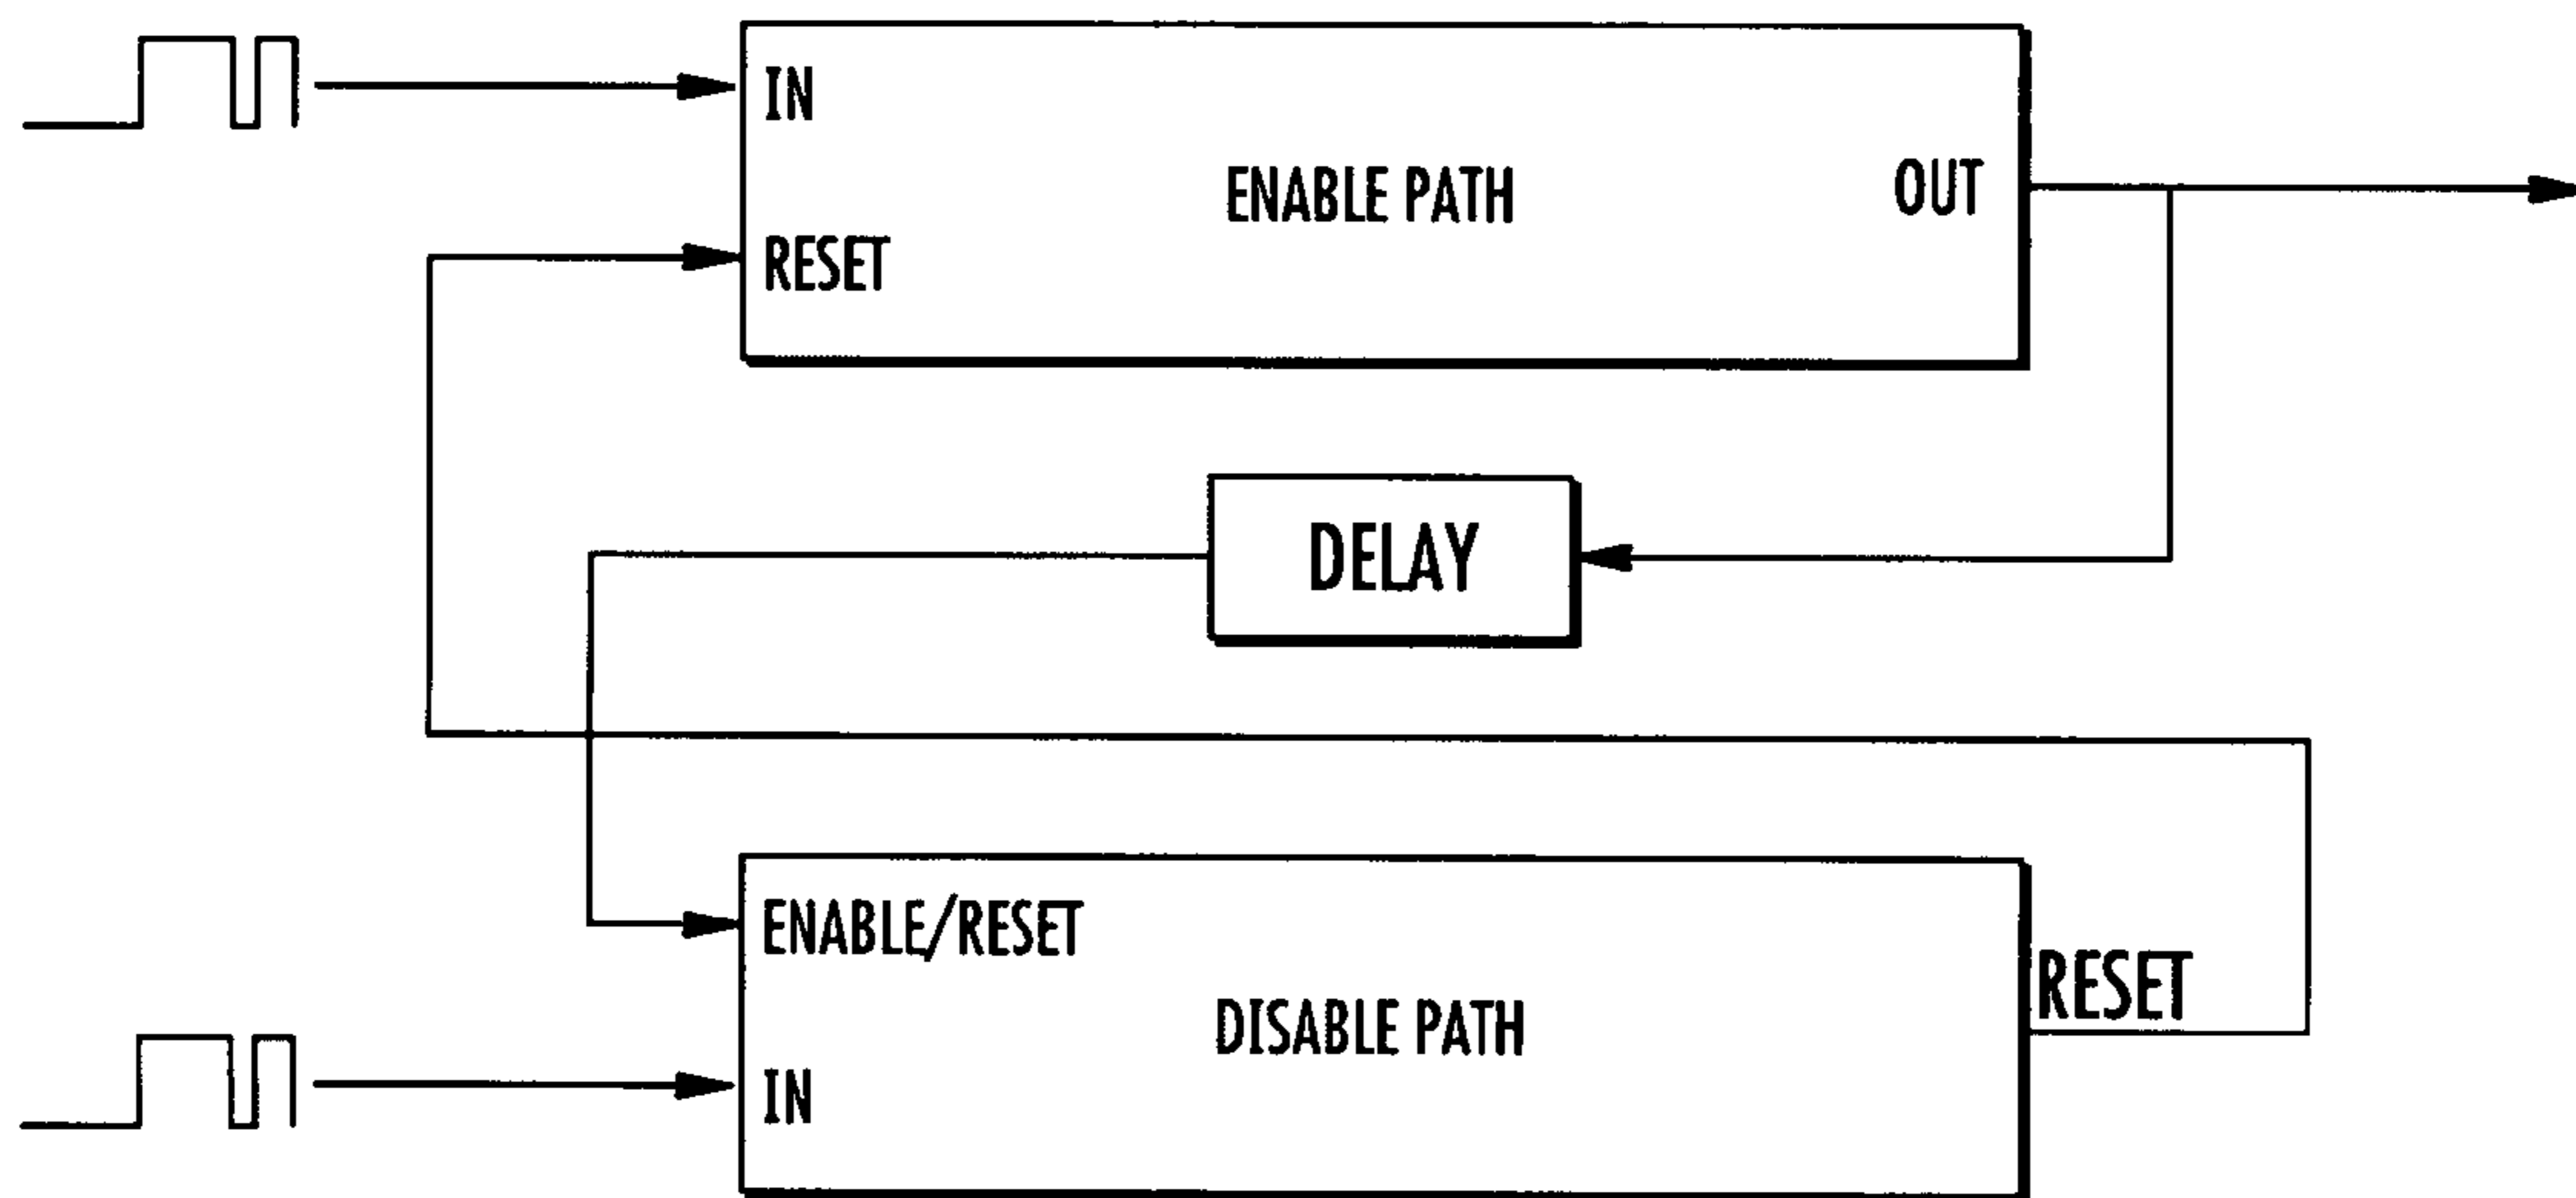 IN
ENABLE PATH
OUT
RESET
DELAY
ENABLE/RESET
RESET
DISABLE PATH
IN